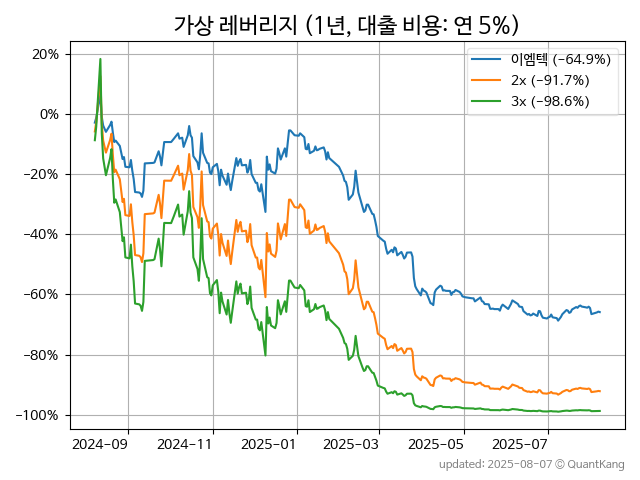 가상 레버리지 (1년, 대출 비용: 연 5%)
20%
0%
−20%
−40%
−60%
−80%
−100%
이엠텍 (−64.9%)
2x (−91.7%)
3x (−98.6%)
2024-09 2024-11 2025-01 2025-03 2025-05 2025-07
updated: 2025-08-07 © QuantKang